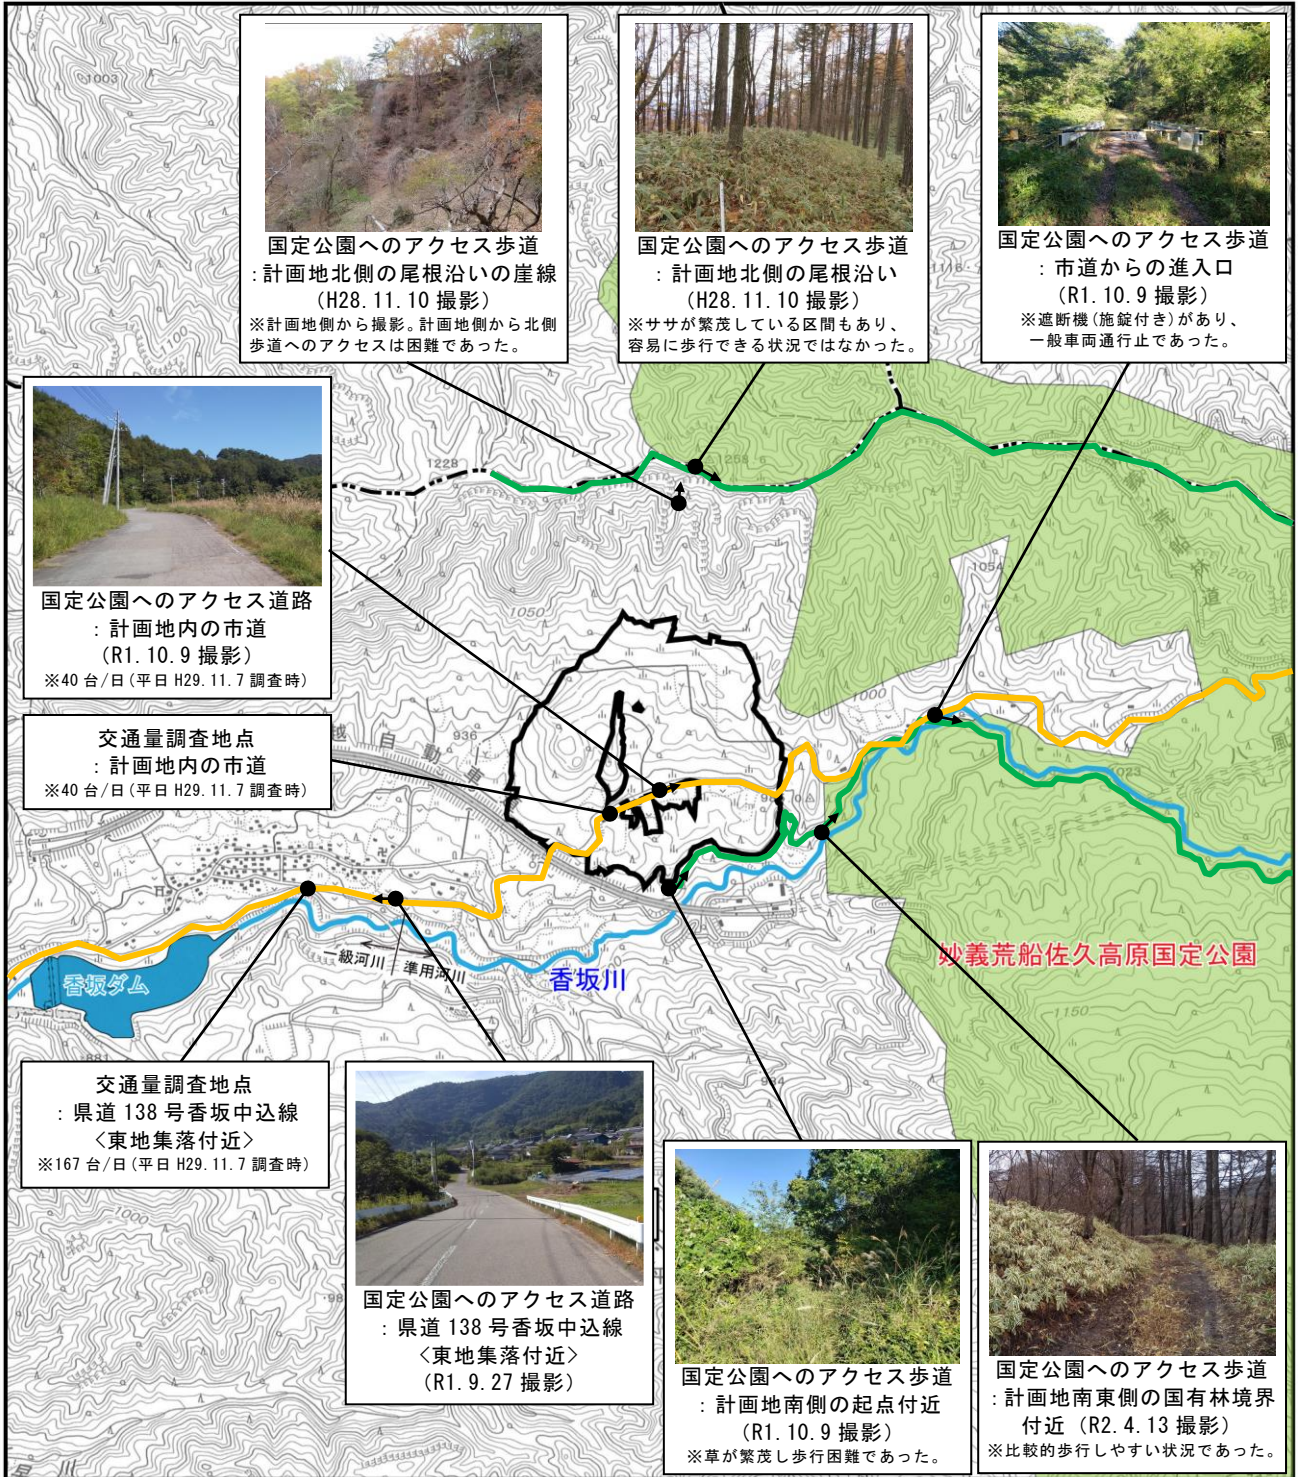 国定公園へのアクセス歩道
：計画地北側の尾根沿いの崖線
(H28.11.10 撮影)
※計画地側から撮影。計画地側から北側
歩道へのアクセスは困難であった。
国定公園へのアクセス歩道
：計画地北側の尾根沿い
(H28.11.10 撮影)
※ササが繁茂している区間もあり、
容易に歩行できる状況ではなかった。
国定公園へのアクセス歩道
：市道からの進入口
(R1.10.9 撮影)
※遮断機(施錠付き)があり、
一般車両通行止であった。
国定公園へのアクセス道路
：計画地内の市道
(R1.10.9 撮影)
※40 台/日(平日 H29.11.7 調査時)
交通量調査地点
：計画地内の市道
※40 台/日(平日 H29.11.7 調査時)
1003
1228
1258.6
1054
1200
1050
1000
936
1023
越自動車
一級河川
準用河川
香坂川
香坂ダム
妙義荒船佐久高原国定公園
1150
881
984
1000
交通量調査地点
：県道 138 号香坂中込線
<東地集落付近>
※167 台/日(平日 H29.11.7 調査時)
国定公園へのアクセス道路
：県道 138 号香坂中込線
<東地集落付近>
(R1.9.27 撮影)
国定公園へのアクセス歩道
：計画地南側の起点付近
(R1.10.9 撮影)
※草が繁茂し歩行困難であった。
国定公園へのアクセス歩道
：計画地南東側の国有林境界
付近 (R2.4.13 撮影)
※比較的歩行しやすい状況であった。